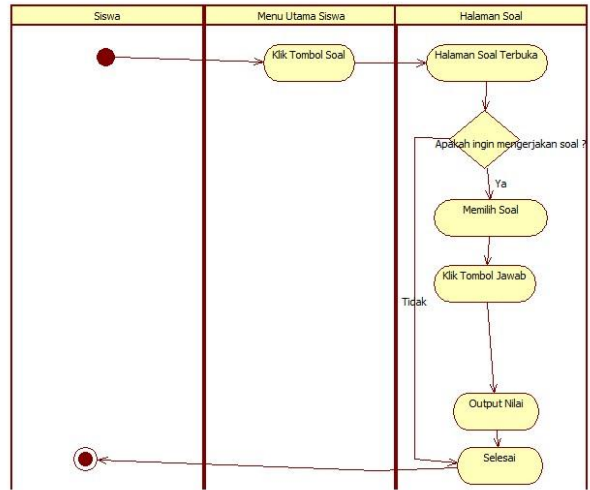 Siswa
Menu Utama Siswa
Halaman Soal
Klik Tombol Soal
Halaman Soal Terbuka
Apakah ingin mengerjakan soal ?
Ya
Memilih Soal
Klik Tombol Jawab
Tidak
Output Nilai
Selesai